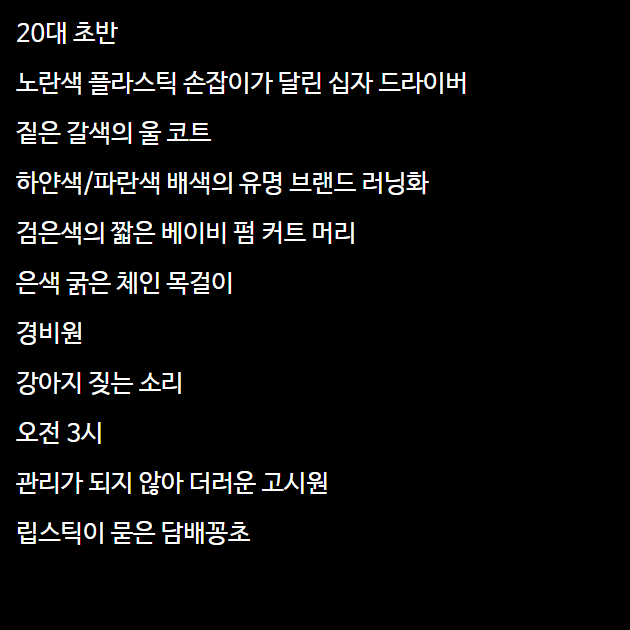 20대 초반
노란색 플라스틱 손잡이가 달린 십자 드라이버
짙은 갈색의 울 코트
하얀색/파란색 배색의 유명 브랜드 러닝화
검은색의 짧은 베이비 펌 커트 머리
은색 굵은 체인 목걸이
경비원
강아지 짖는 소리
오전 3시
관리가 되지 않아 더러운 고시원
립스틱이 묻은 담배꽁초